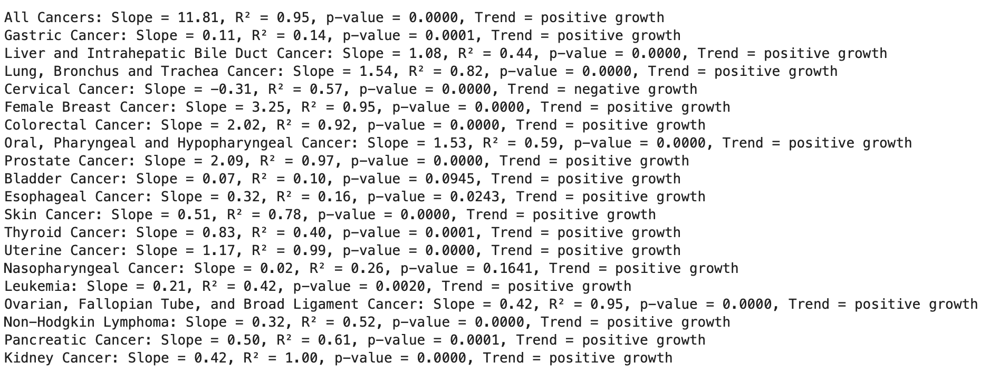 All Cancers: Slope = 11.81, R² = 0.95, p-value = 0.0000, Trend = positive growth
Gastric Cancer: Slope = 0.11, R² = 0.14, p-value = 0.0001, Trend = positive growth
Liver and Intrahepatic Bile Duct Cancer: Slope = 1.08, R² = 0.44, p-value = 0.0000, Trend = positive growth
Lung, Bronchus and Trachea Cancer: Slope = 1.54, R² = 0.82, p-value = 0.0000, Trend = positive growth
Cervical Cancer: Slope = -0.31, R² = 0.57, p-value = 0.0000, Trend = negative growth
Female Breast Cancer: Slope = 3.25, R² = 0.95, p-value = 0.0000, Trend = positive growth
Colorectal Cancer: Slope = 2.02, R² = 0.92, p-value = 0.0000, Trend = positive growth
Oral, Pharyngeal and Hypopharyngeal Cancer: Slope = 1.53, R² = 0.59, p-value = 0.0000, Trend = positive growth
Prostate Cancer: Slope = 2.09, R² = 0.97, p-value = 0.0000, Trend = positive growth
Bladder Cancer: Slope = 0.07, R² = 0.10, p-value = 0.0945, Trend = positive growth
Esophageal Cancer: Slope = 0.32, R² = 0.16, p-value = 0.0243, Trend = positive growth
Skin Cancer: Slope = 0.51, R² = 0.78, p-value = 0.0000, Trend = positive growth
Thyroid Cancer: Slope = 0.83, R² = 0.40, p-value = 0.0001, Trend = positive growth
Uterine Cancer: Slope = 1.17, R² = 0.99, p-value = 0.0000, Trend = positive growth
Nasopharyngeal Cancer: Slope = 0.02, R² = 0.26, p-value = 0.1641, Trend = positive growth
Leukemia: Slope = 0.21, R² = 0.42, p-value = 0.0020, Trend = positive growth
Ovarian, Fallopian Tube, and Broad Ligament Cancer: Slope = 0.42, R² = 0.95, p-value = 0.0000, Trend = positive growth
Non-Hodgkin Lymphoma: Slope = 0.32, R² = 0.52, p-value = 0.0000, Trend = positive growth
Pancreatic Cancer: Slope = 0.50, R² = 0.61, p-value = 0.0001, Trend = positive growth
Kidney Cancer: Slope = 0.42, R² = 1.00, p-value = 0.0000, Trend = positive growth